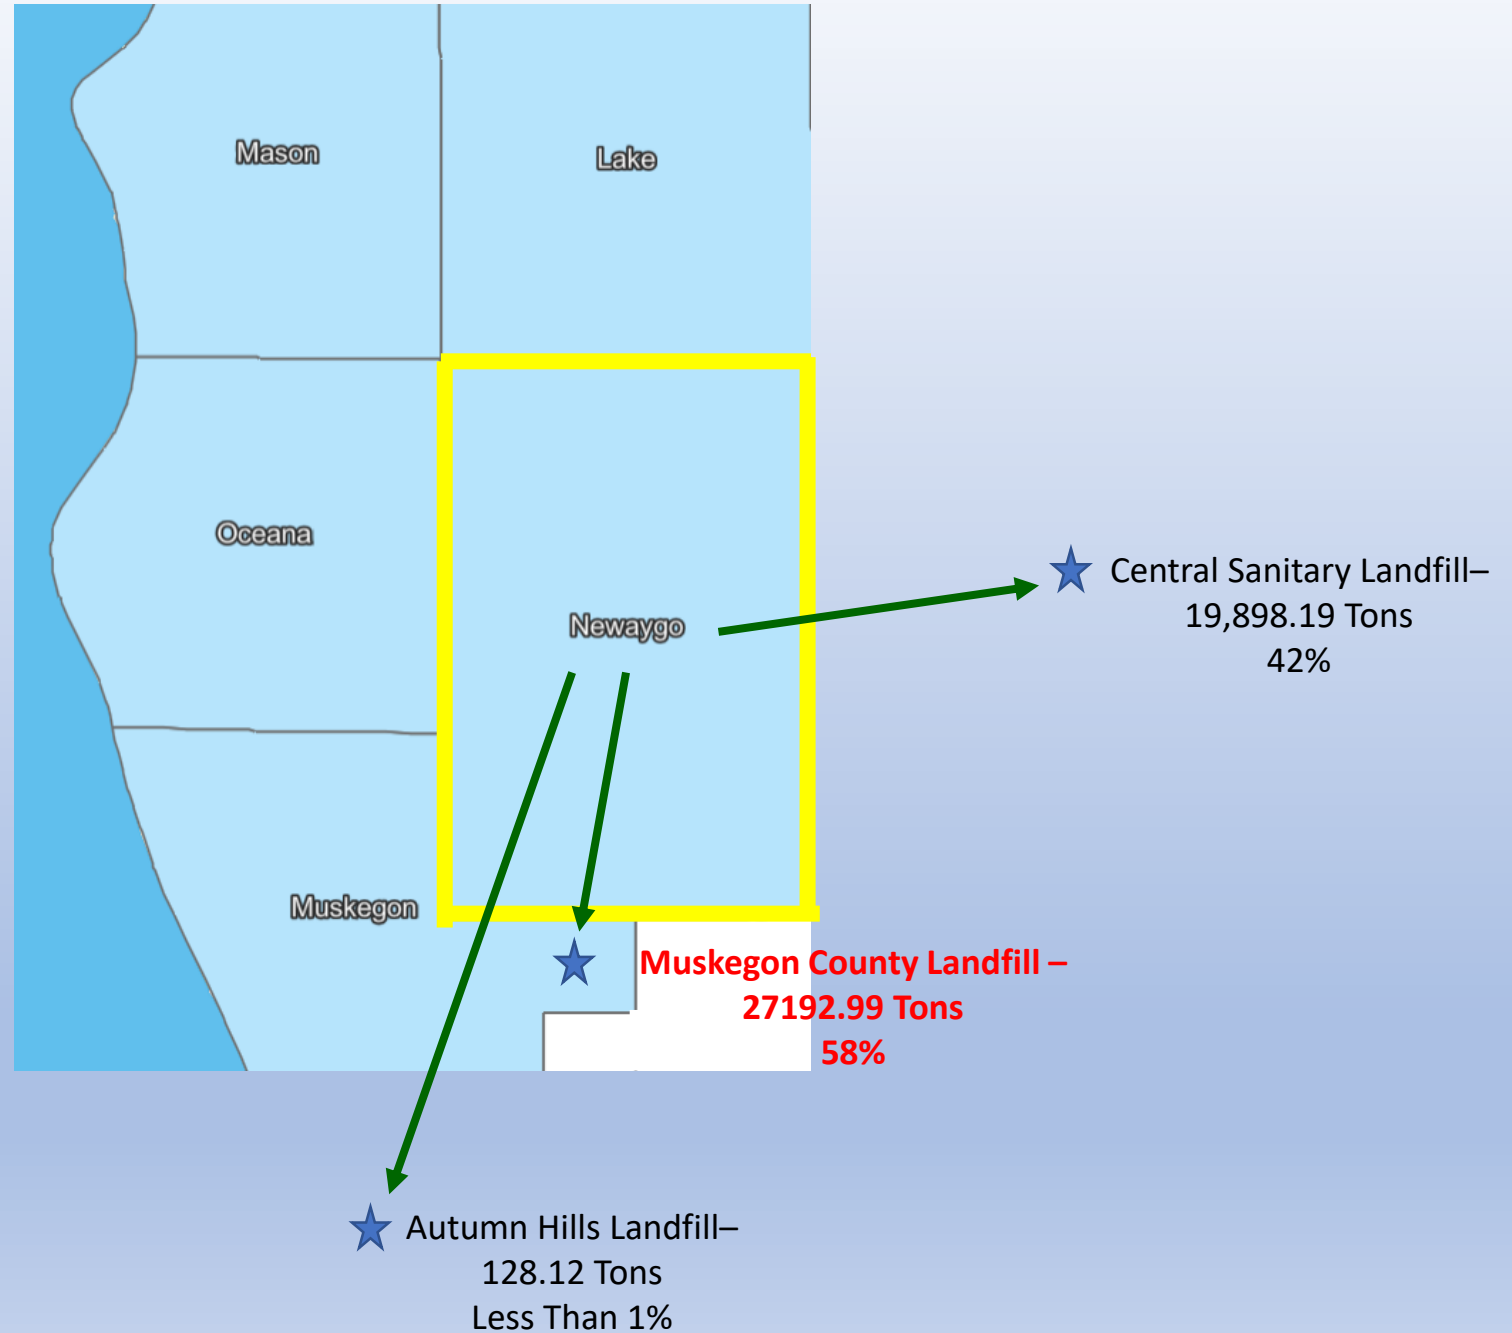 Mason
Lake
Oceana
Newaygo
Central Sanitary Landfill–
19,898.19 Tons
42%
Muskegon
Muskegon County Landfill –
27192.99 Tons
58%
Autumn Hills Landfill–
128.12 Tons
Less Than 1%